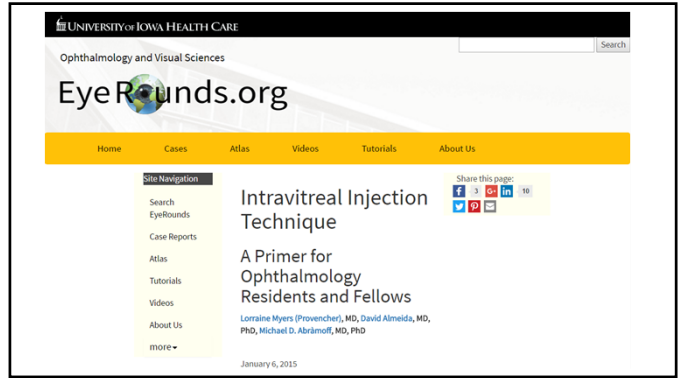 UNIVERSITY OF IOWA HEALTH CARE
Search
Ophthalmology and Visual Sciences
EyeRounds.org
Home Cases Atlas Videos Tutorials About Us
Site Navigation
Search
EyeRounds
Case Reports
Atlas
Tutorials
Videos
About Us
more
Intravitreal Injection
Technique
A Primer for
Ophthalmology
Residents and Fellows
Lorraine Myers (Provencher), MD, David Almeida, MD,
PhD, Michael D. Abràmoff, MD, PhD
January 6, 2015
Share this page:
f 3 G+ in 10